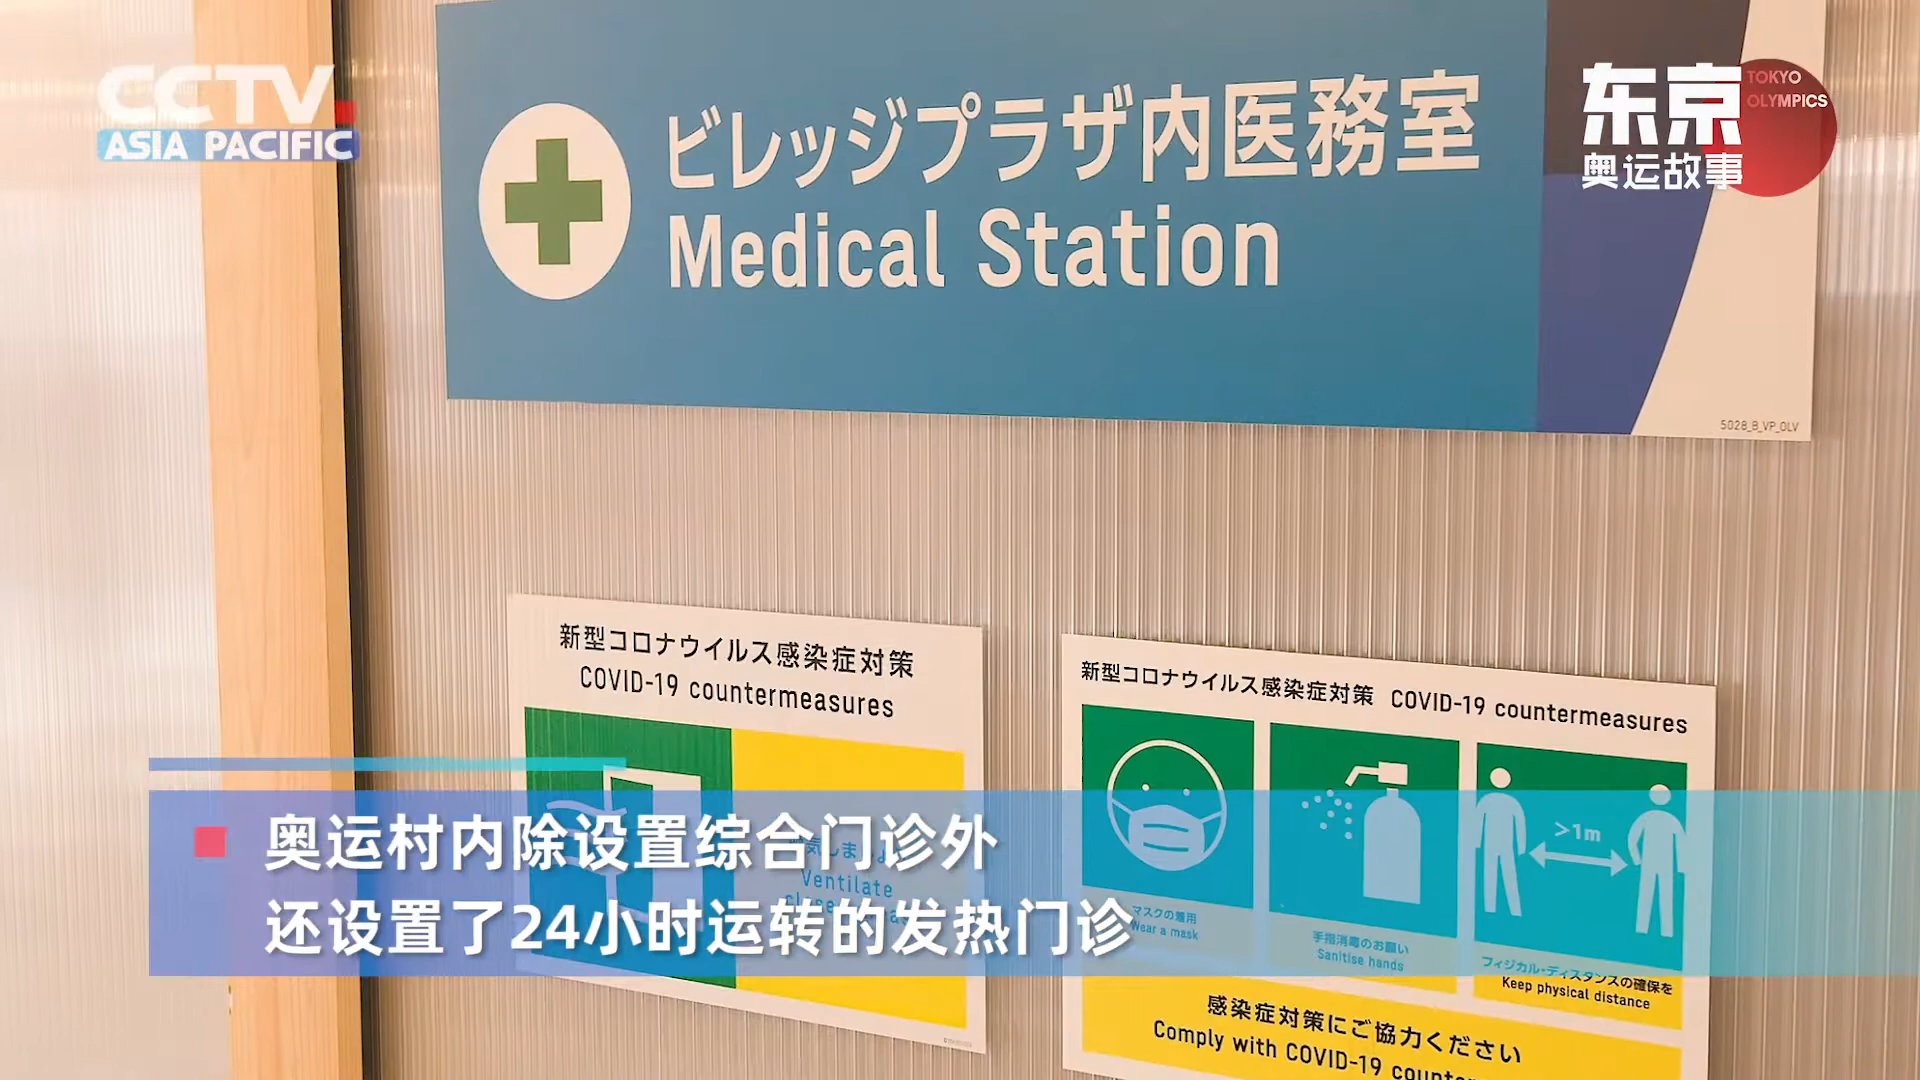 CCTV
ASIA PACIFIC
东京
TOKYO
OLYMPICS
奥运故事
ビレッジプラザ内医務室
Medical Station
5028_B_VP_OLV
新型コロナウイルス感染症対策
COVID-19 countermeasures
Ventilate
新型コロナウイルス感染症対策 COVID-19 countermeasures
>1m
マスクの着用
Wear a mask
手指消毒のお願い
Sanitise hands
フィジカル・ディスタンスの確保を
Keep physical distance
感染症対策にご協力ください
Comply with COVID-19
奥运村内除设置综合门诊外
还设置了24小时运转的发热门诊